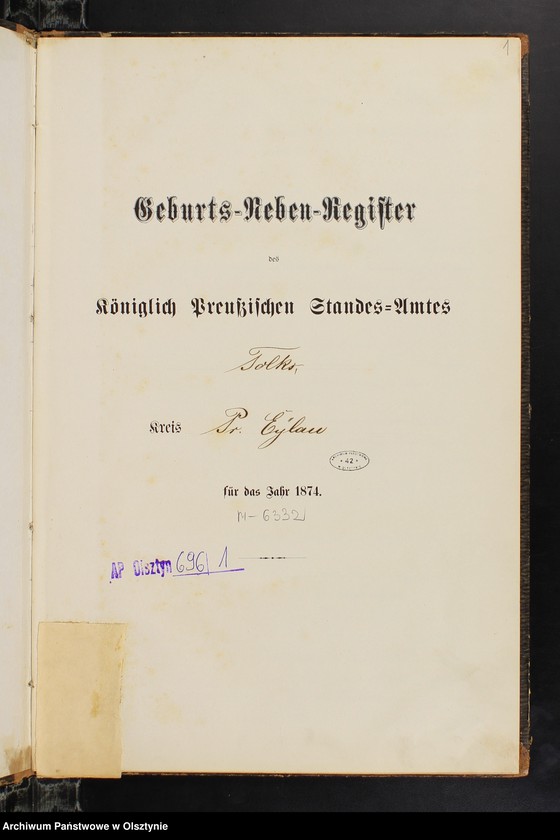 1
Geburts-Neben-Register
des
Königlich Preußischen Standes-Amtes
Tolks,
Kreis Pr. Eylau
42
für das Jahr 1874.
M-6332
AP Olsztyn 696/1
Archiwum Państwowe w Olsztynie